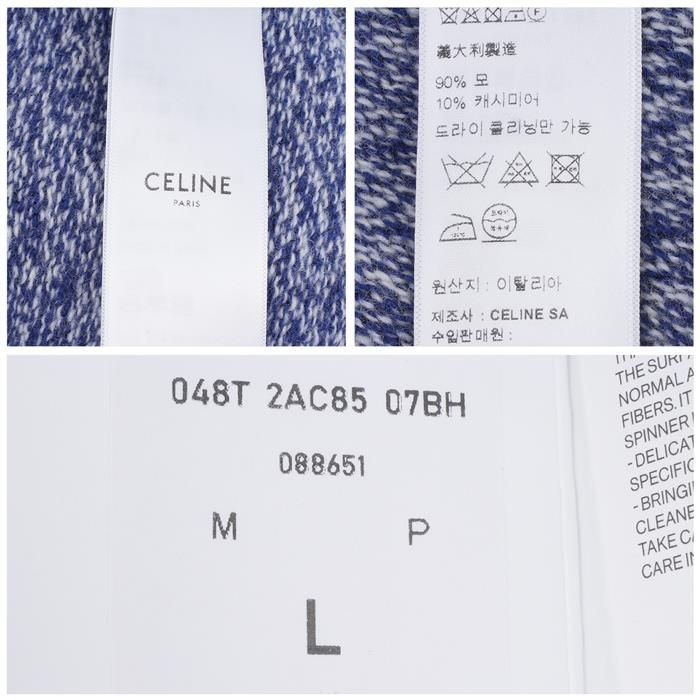 CELINE
PARIS
義大利製造
90% 모
10% 캐시미어
드라이 클리닝만 가능
원산지 : 이탈리아
제조사 : CELINE SA
수입판매원 :
048T 2AC85 07BH
088651
M P
L
THE SURF
NORMAL A
FIBERS. IT
SPINNER
- DELICAT
SPECIFIC
- BRINGI
CLEANE
TAKE CA
CARE IN